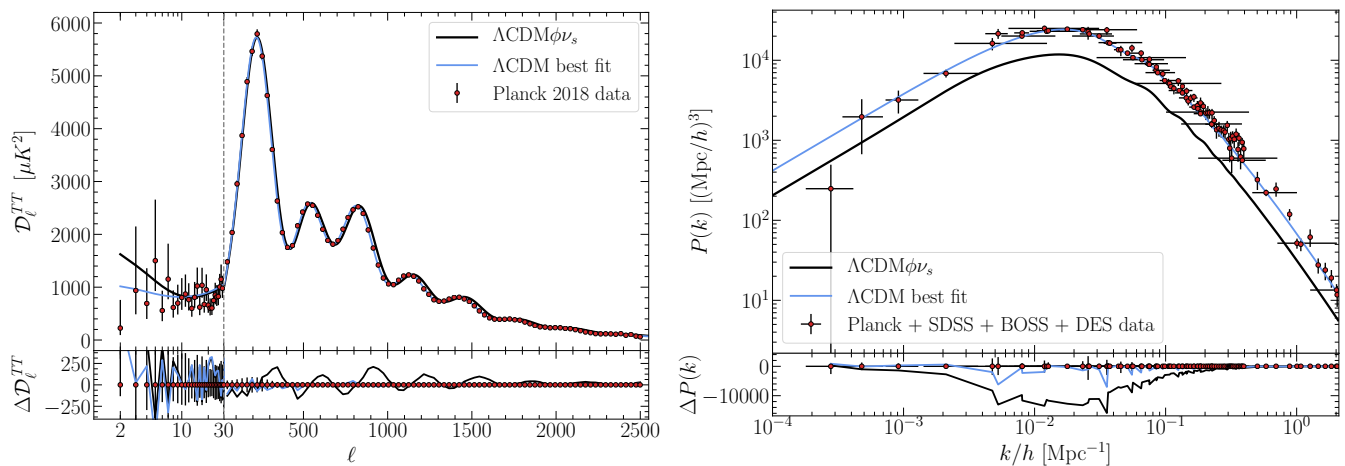 6000
5000
4000
3000
2000
1000
0
𝒟_ℓ^{TT} [μK²]
ΛCDMϕν_s
ΛCDM best fit
Planck 2018 data
250
0
−250
Δ𝒟_ℓ^{TT}
2 10 30 500 1000 1500 2000 2500
ℓ
10⁴
10³
10²
10¹
P(k) [(Mpc/h)³]
ΛCDMϕν_s
ΛCDM best fit
Planck + SDSS + BOSS + DES data
0
−10000
ΔP(k)
10⁻⁴ 10⁻³ 10⁻² 10⁻¹ 10⁰
k/h [Mpc⁻¹]